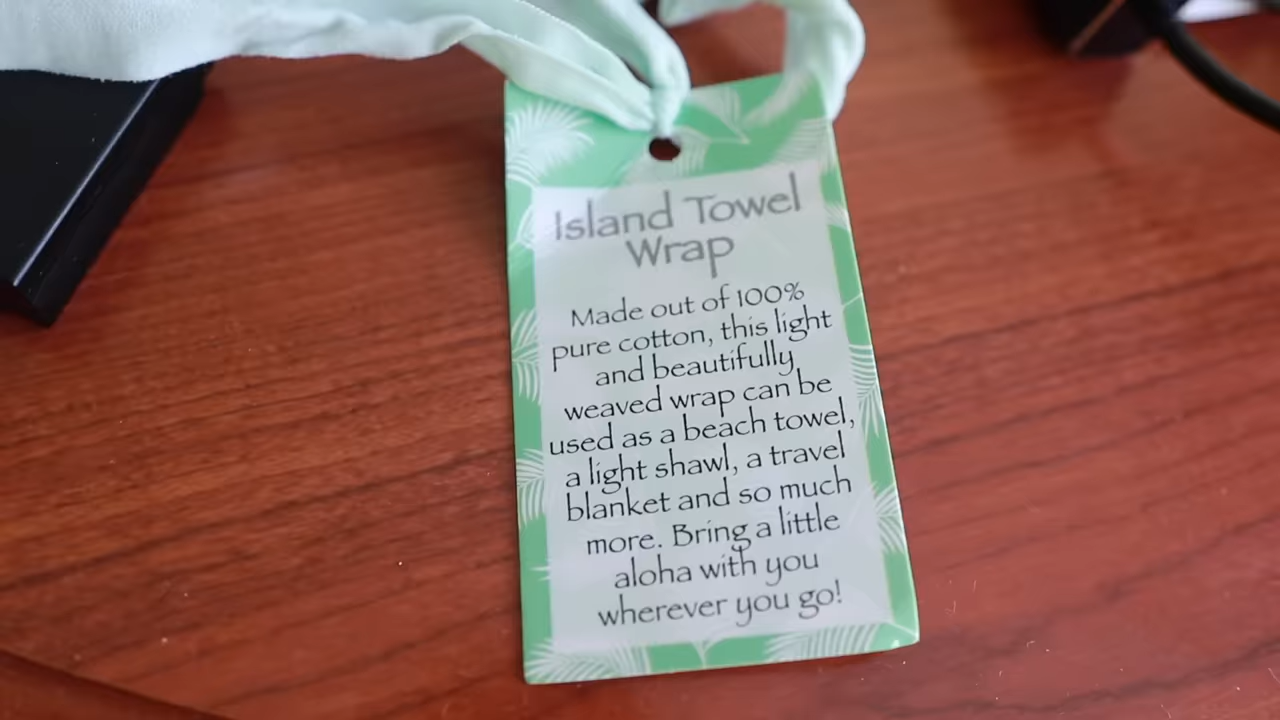 Island Towel
Wrap
Made out of 100%
pure cotton, this light
and beautifully
weaved wrap can be
used as a beach towel,
a light shawl, a travel
blanket and so much
more. Bring a little
aloha with you
wherever you go!